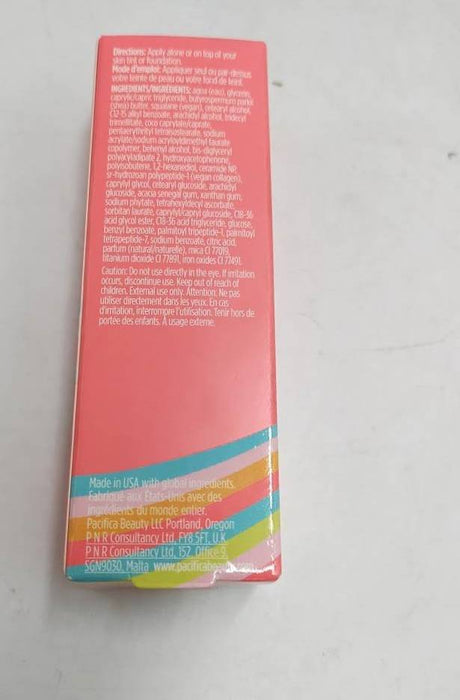 Directions: Apply alone or on top of your
skin tint or foundation.
Mode d'emploi: Appliquer seul ou par-dessus
votre teinte de peau ou votre fond de teint.
INGREDIENTS/INGRÉDIENTS: aqua (eau), glycerin,
caprylic/capric triglyceride, butyrospermum parkii
(shea) butter, squalane (vegan), cetearyl alcohol,
C12-15 alkyl benzoate, arachidyl alcohol, tridecyl
trimellitate, coco caprylate/caprate,
pentaerythrityl tetraisostearate, sodium
acrylate/sodium acryloyldimethyl taurate
copolymer, behenyl alcohol, bis-diglyceryl
polyacyladipate 2, hydroxyacetophenone,
polyisobutene, 1,2-hexanediol, ceramide NP,
sr-hydrozoan polypeptide-1 (vegan collagen),
caprylyl glycol, cetearyl glucoside, arachidyl
glucoside, acacia senegal gum, xanthan gum,
sodium phytate, tetrahexyldecyl ascorbate,
sorbitan laurate, caprylyl/capryl glucoside, C18-36
acid glycol ester, C18-36 acid triglyceride, glucose,
benzyl benzoate, palmitoyl tripeptide-1, palmitoyl
tetrapeptide-7, sodium benzoate, citric acid,
parfum (natural/naturelle), mica CI 77019,
titanium dioxide CI 77891, iron oxides CI 77491.
Caution: Do not use directly in the eye. If irritation
occurs, discontinue use. Keep out of reach of
children. External use only. Attention: Ne pas
utiliser directement dans les yeux. En cas
d'irritation, interrompre l'utilisation. Tenir hors de
portée des enfants. À usage externe.
Made in USA with global ingredients.
Fabriqué aux États-Unis avec des
ingrédients du monde entier.
Pacifica Beauty LLC Portland, Oregon
P N R Consultancy Ltd, FY8 5FT, U.K.
P N R Consultancy Ltd, 152, Office 9,
SGN9030, Malta www.pacificabeauty.com